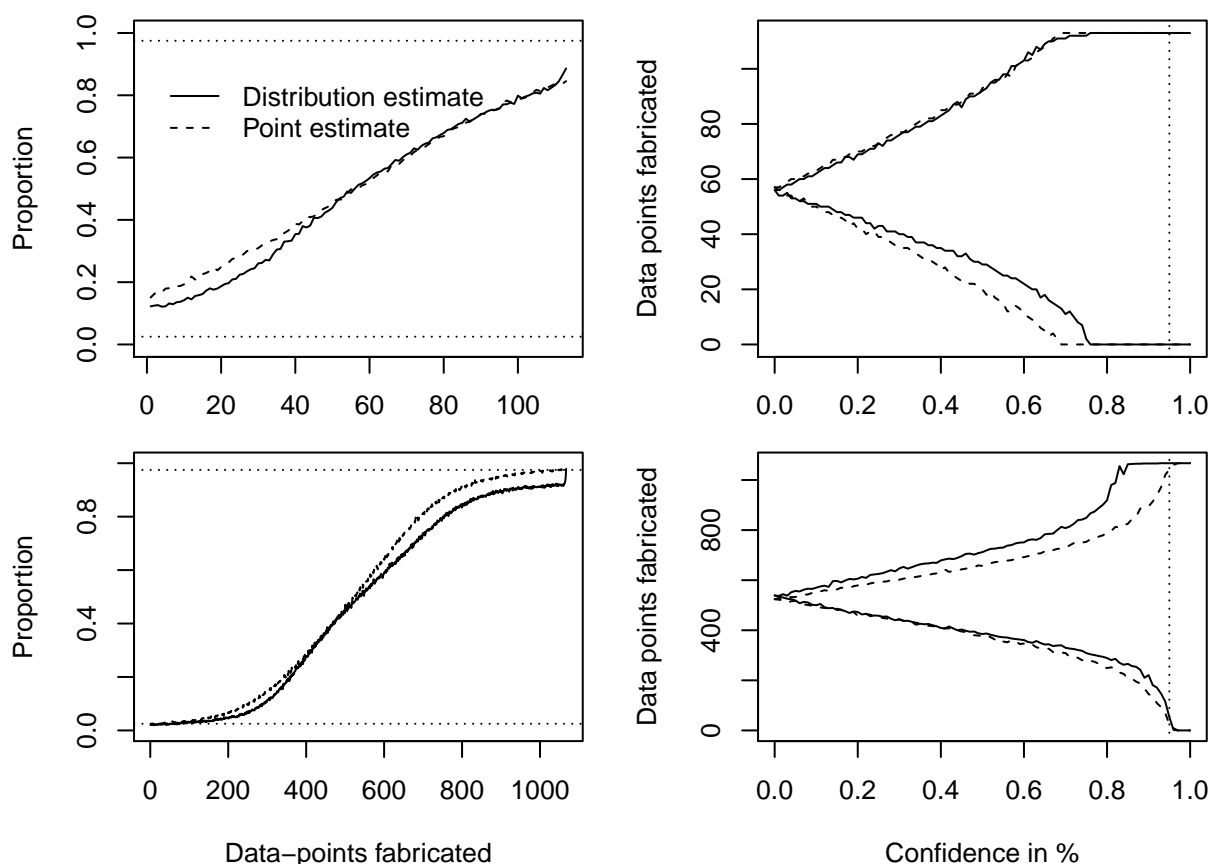 Proportion
0.0 0.2 0.4 0.6 0.8 1.0
Distribution estimate
Point estimate
0 20 40 60 80 100
Data points fabricated
0 20 40 60 80
0.0 0.2 0.4 0.6 0.8 1.0
Proportion
0.0 0.4 0.8
0 200 400 600 800 1000
Data−points fabricated
Data points fabricated
0 400 800
0.0 0.2 0.4 0.6 0.8 1.0
Confidence in %